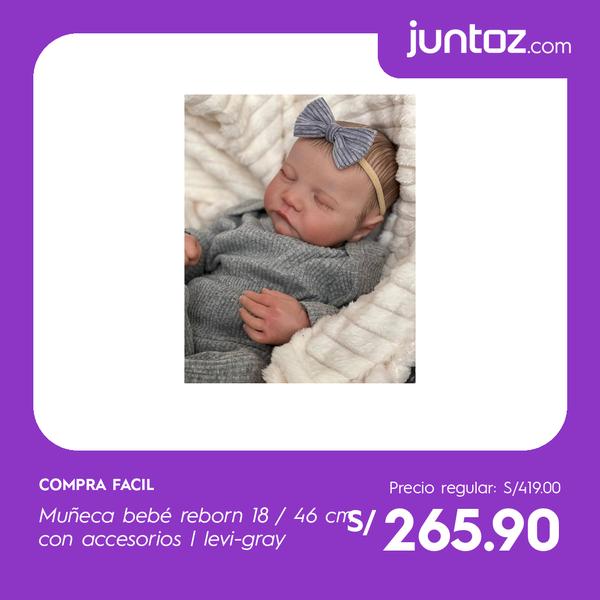 juntoz.com
COMPRA FACIL
Muñeca bebé reborn 18 / 46 cm
con accesorios | levi-gray
Precio regular: S/419.00
S/ 265.90